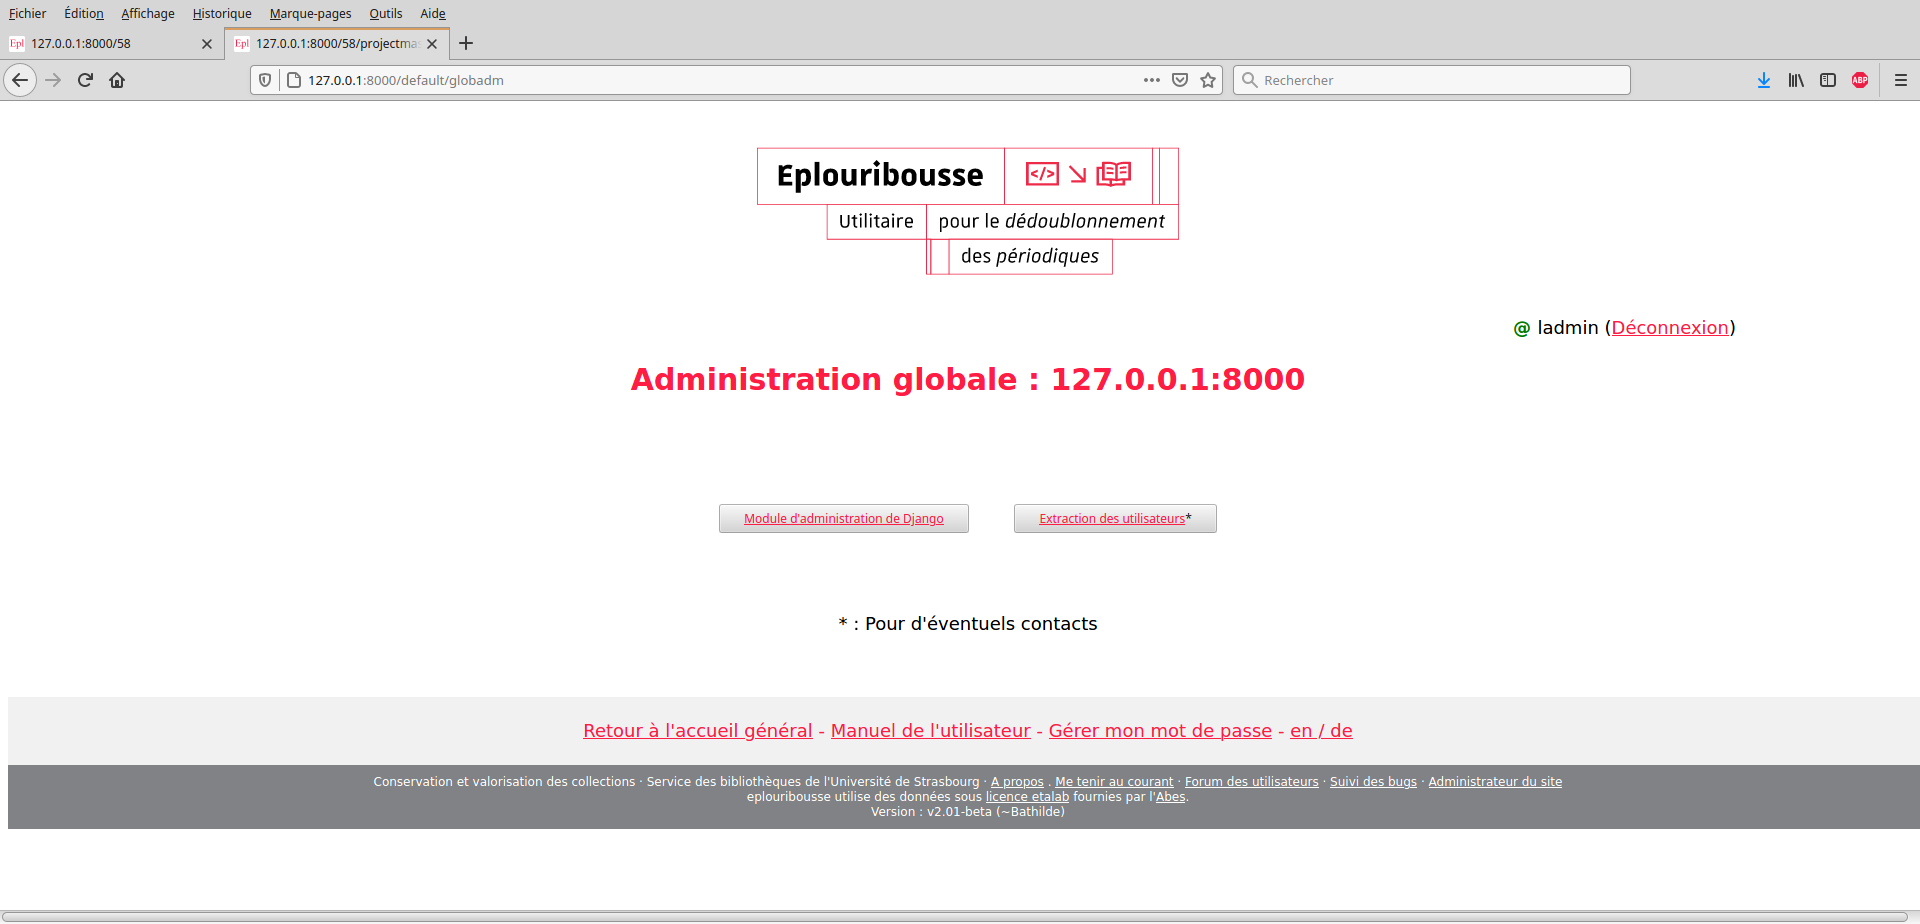 Fichier Édition Affichage Historique Marque-pages Outils Aide
Epl 127.0.0.1:8000/58 Epl 127.0.0.1:8000/58/projectma
127.0.0.1:8000/default/globadm Rechercher ABP
Eplouribousse </>
Utilitaire pour le dédoublonnement
des périodiques
@ ladmin (Déconnexion)
Administration globale : 127.0.0.1:8000
Module d'administration de Django Extraction des utilisateurs*
* : Pour d'éventuels contacts
Retour à l'accueil général - Manuel de l'utilisateur - Gérer mon mot de passe - en / de
Conservation et valorisation des collections · Service des bibliothèques de l'Université de Strasbourg · A propos . Me tenir au courant · Forum des utilisateurs · Suivi des bugs · Administrateur du site
eplouribousse utilise des données sous licence etalab fournies par l'Abes.
Version : v2.01-beta (~Bathilde)